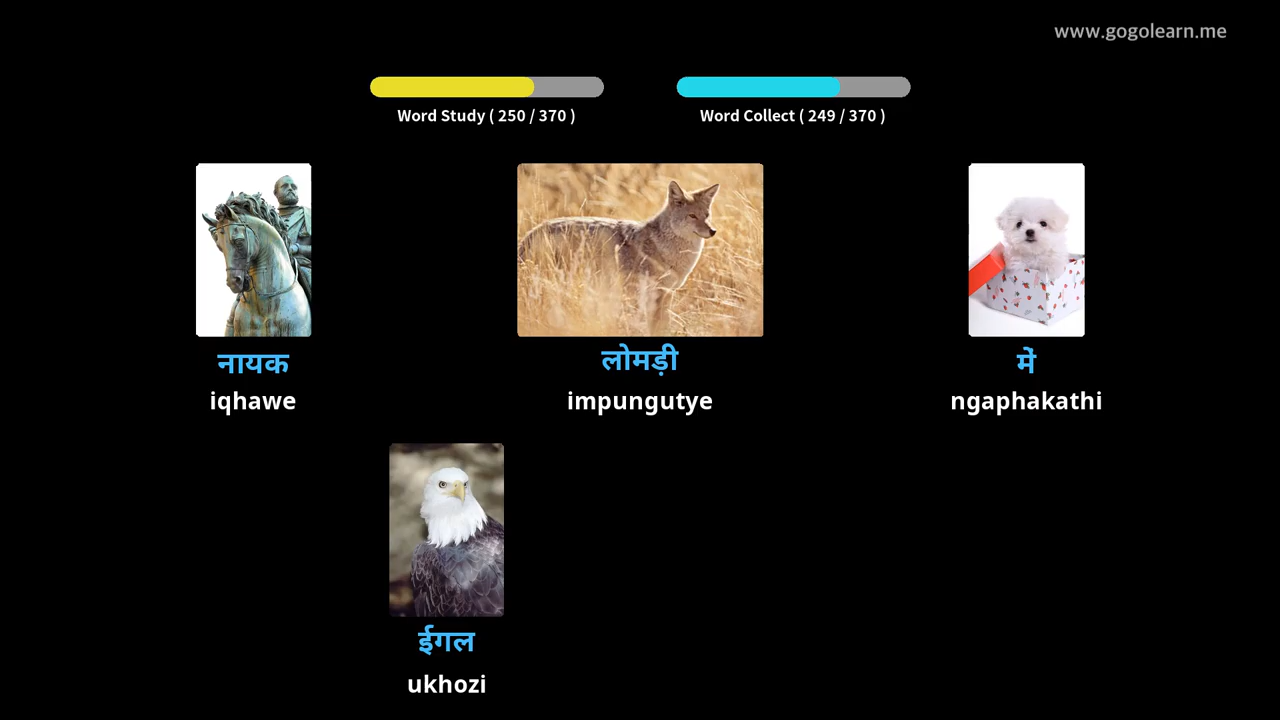 www.gogolearn.me
Word Study ( 250 / 370 )
Word Collect ( 249 / 370 )
नायक
लोमड़ी
में
iqhawe
impungutye
ngaphakathi
ईगल
ukhozi